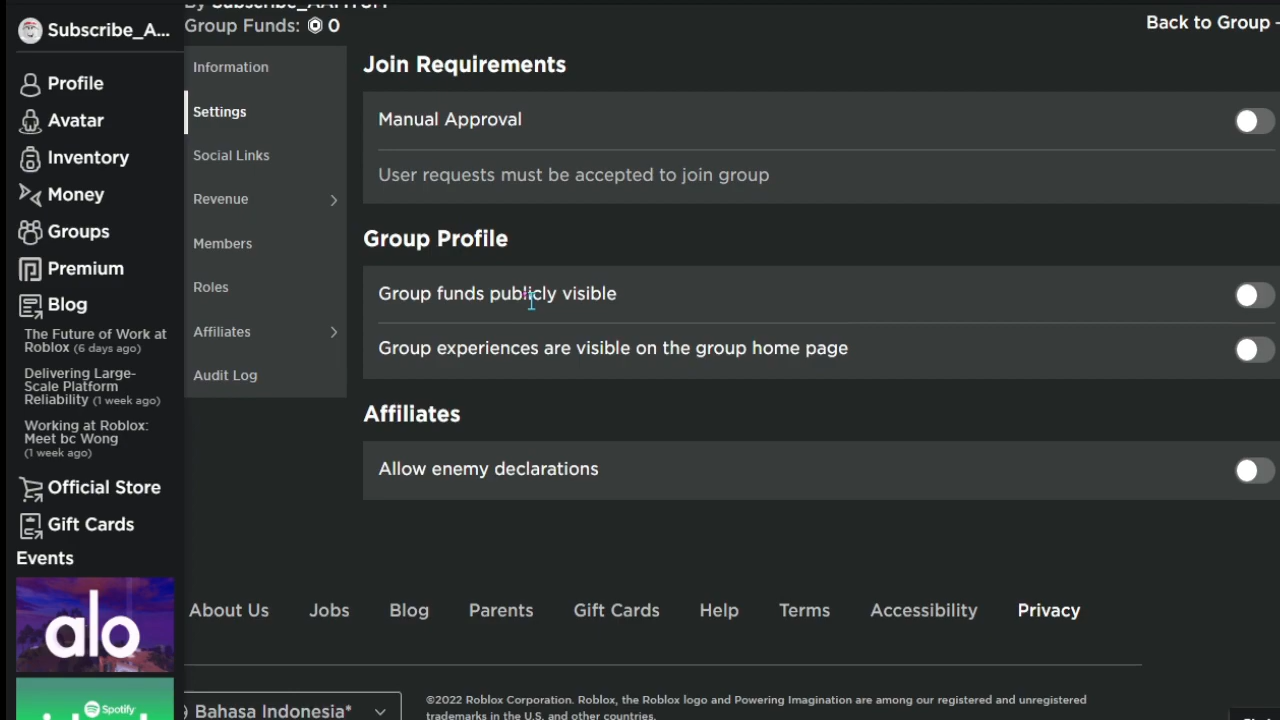 Subscribe_A...
Profile
Avatar
Inventory
Money
Groups
Premium
Blog
The Future of Work at
Roblox (6 days ago)
Delivering Large-
Scale Platform
Reliability (1 week ago)
Working at Roblox:
Meet bc Wong
(1 week ago)
Official Store
Gift Cards
Events
alo
Spotify
Group Funds: 0
Back to Group
Information
Settings
Social Links
Revenue
Members
Roles
Affiliates
Audit Log
Join Requirements
Manual Approval
User requests must be accepted to join group
Group Profile
Group funds publicly visible
Group experiences are visible on the group home page
Affiliates
Allow enemy declarations
About Us Jobs Blog Parents Gift Cards Help Terms Accessibility Privacy
Bahasa Indonesia*
©2022 Roblox Corporation. Roblox, the Roblox logo and Powering Imagination are among our registered and unregistered
trademarks in the U.S. and other countries.